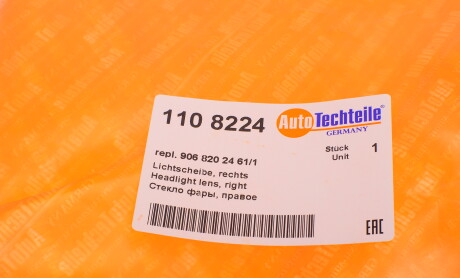 110 8224
AutoTechteile®
GERMANY
repl. 906 820 24 61/1
Stück 1
Unit
Lichtscheibe, rechts
Headlight lens, right
Стекло фары, правое
EAC